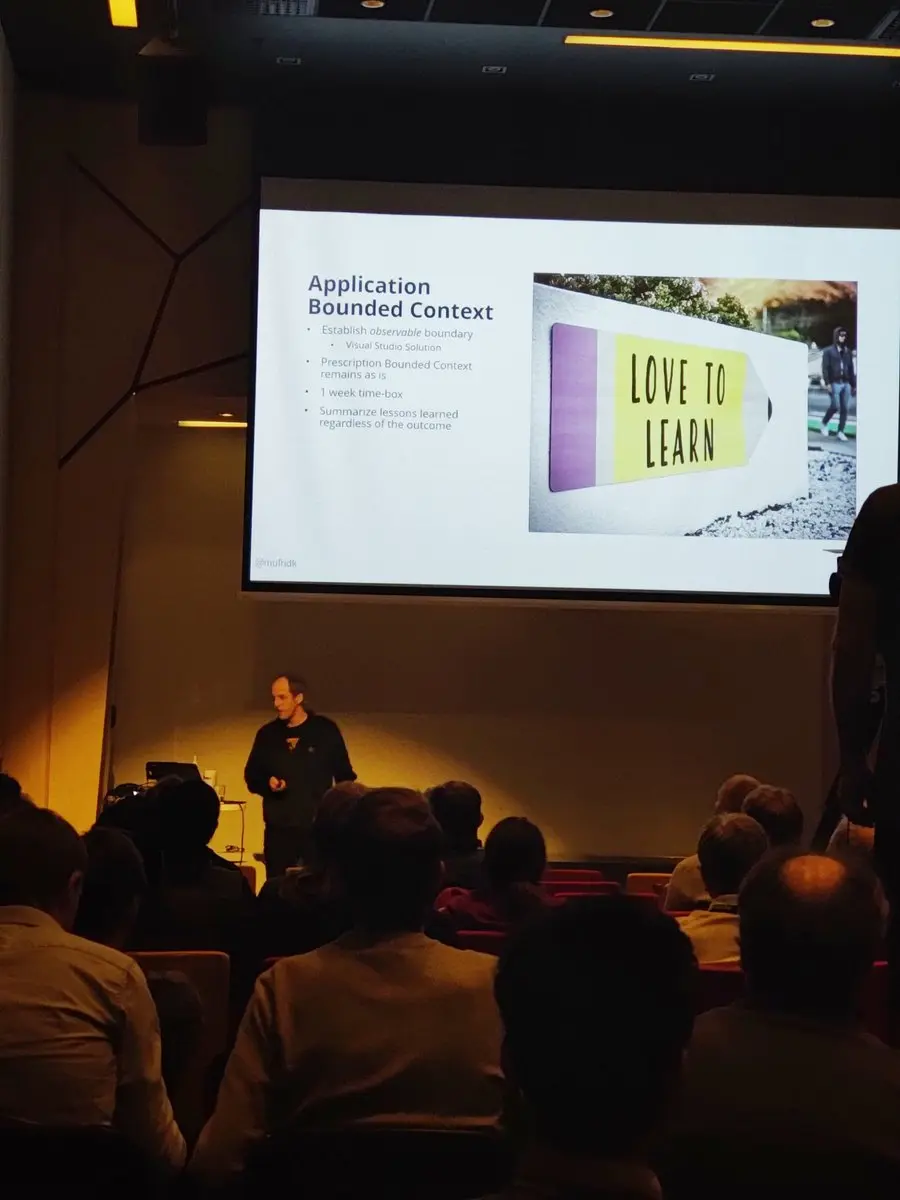 Application
Bounded Context
• Establish observable boundary
• Visual Studio Solution
• Prescription Bounded Context
remains as is
• 1 week time-box
• Summarize lessons learned
regardless of the outcome
LOVE TO
LEARN
@mufridk